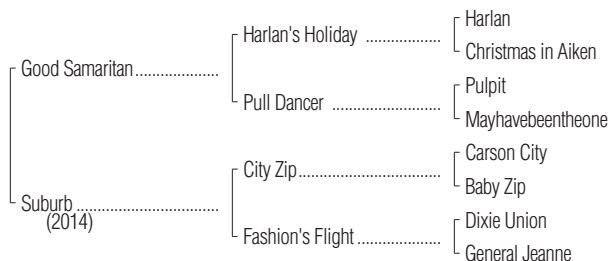 Harlan
Harlan's Holiday ..................
Christmas in Aiken
Good Samaritan....................
Pulpit
Pull Dancer ..........................
Mayhavebeentheone
Carson City
City Zip..................................
Baby Zip
Suburb ..................................
(2014)
Dixie Union
Fashion's Flight ....................
General Jeanne